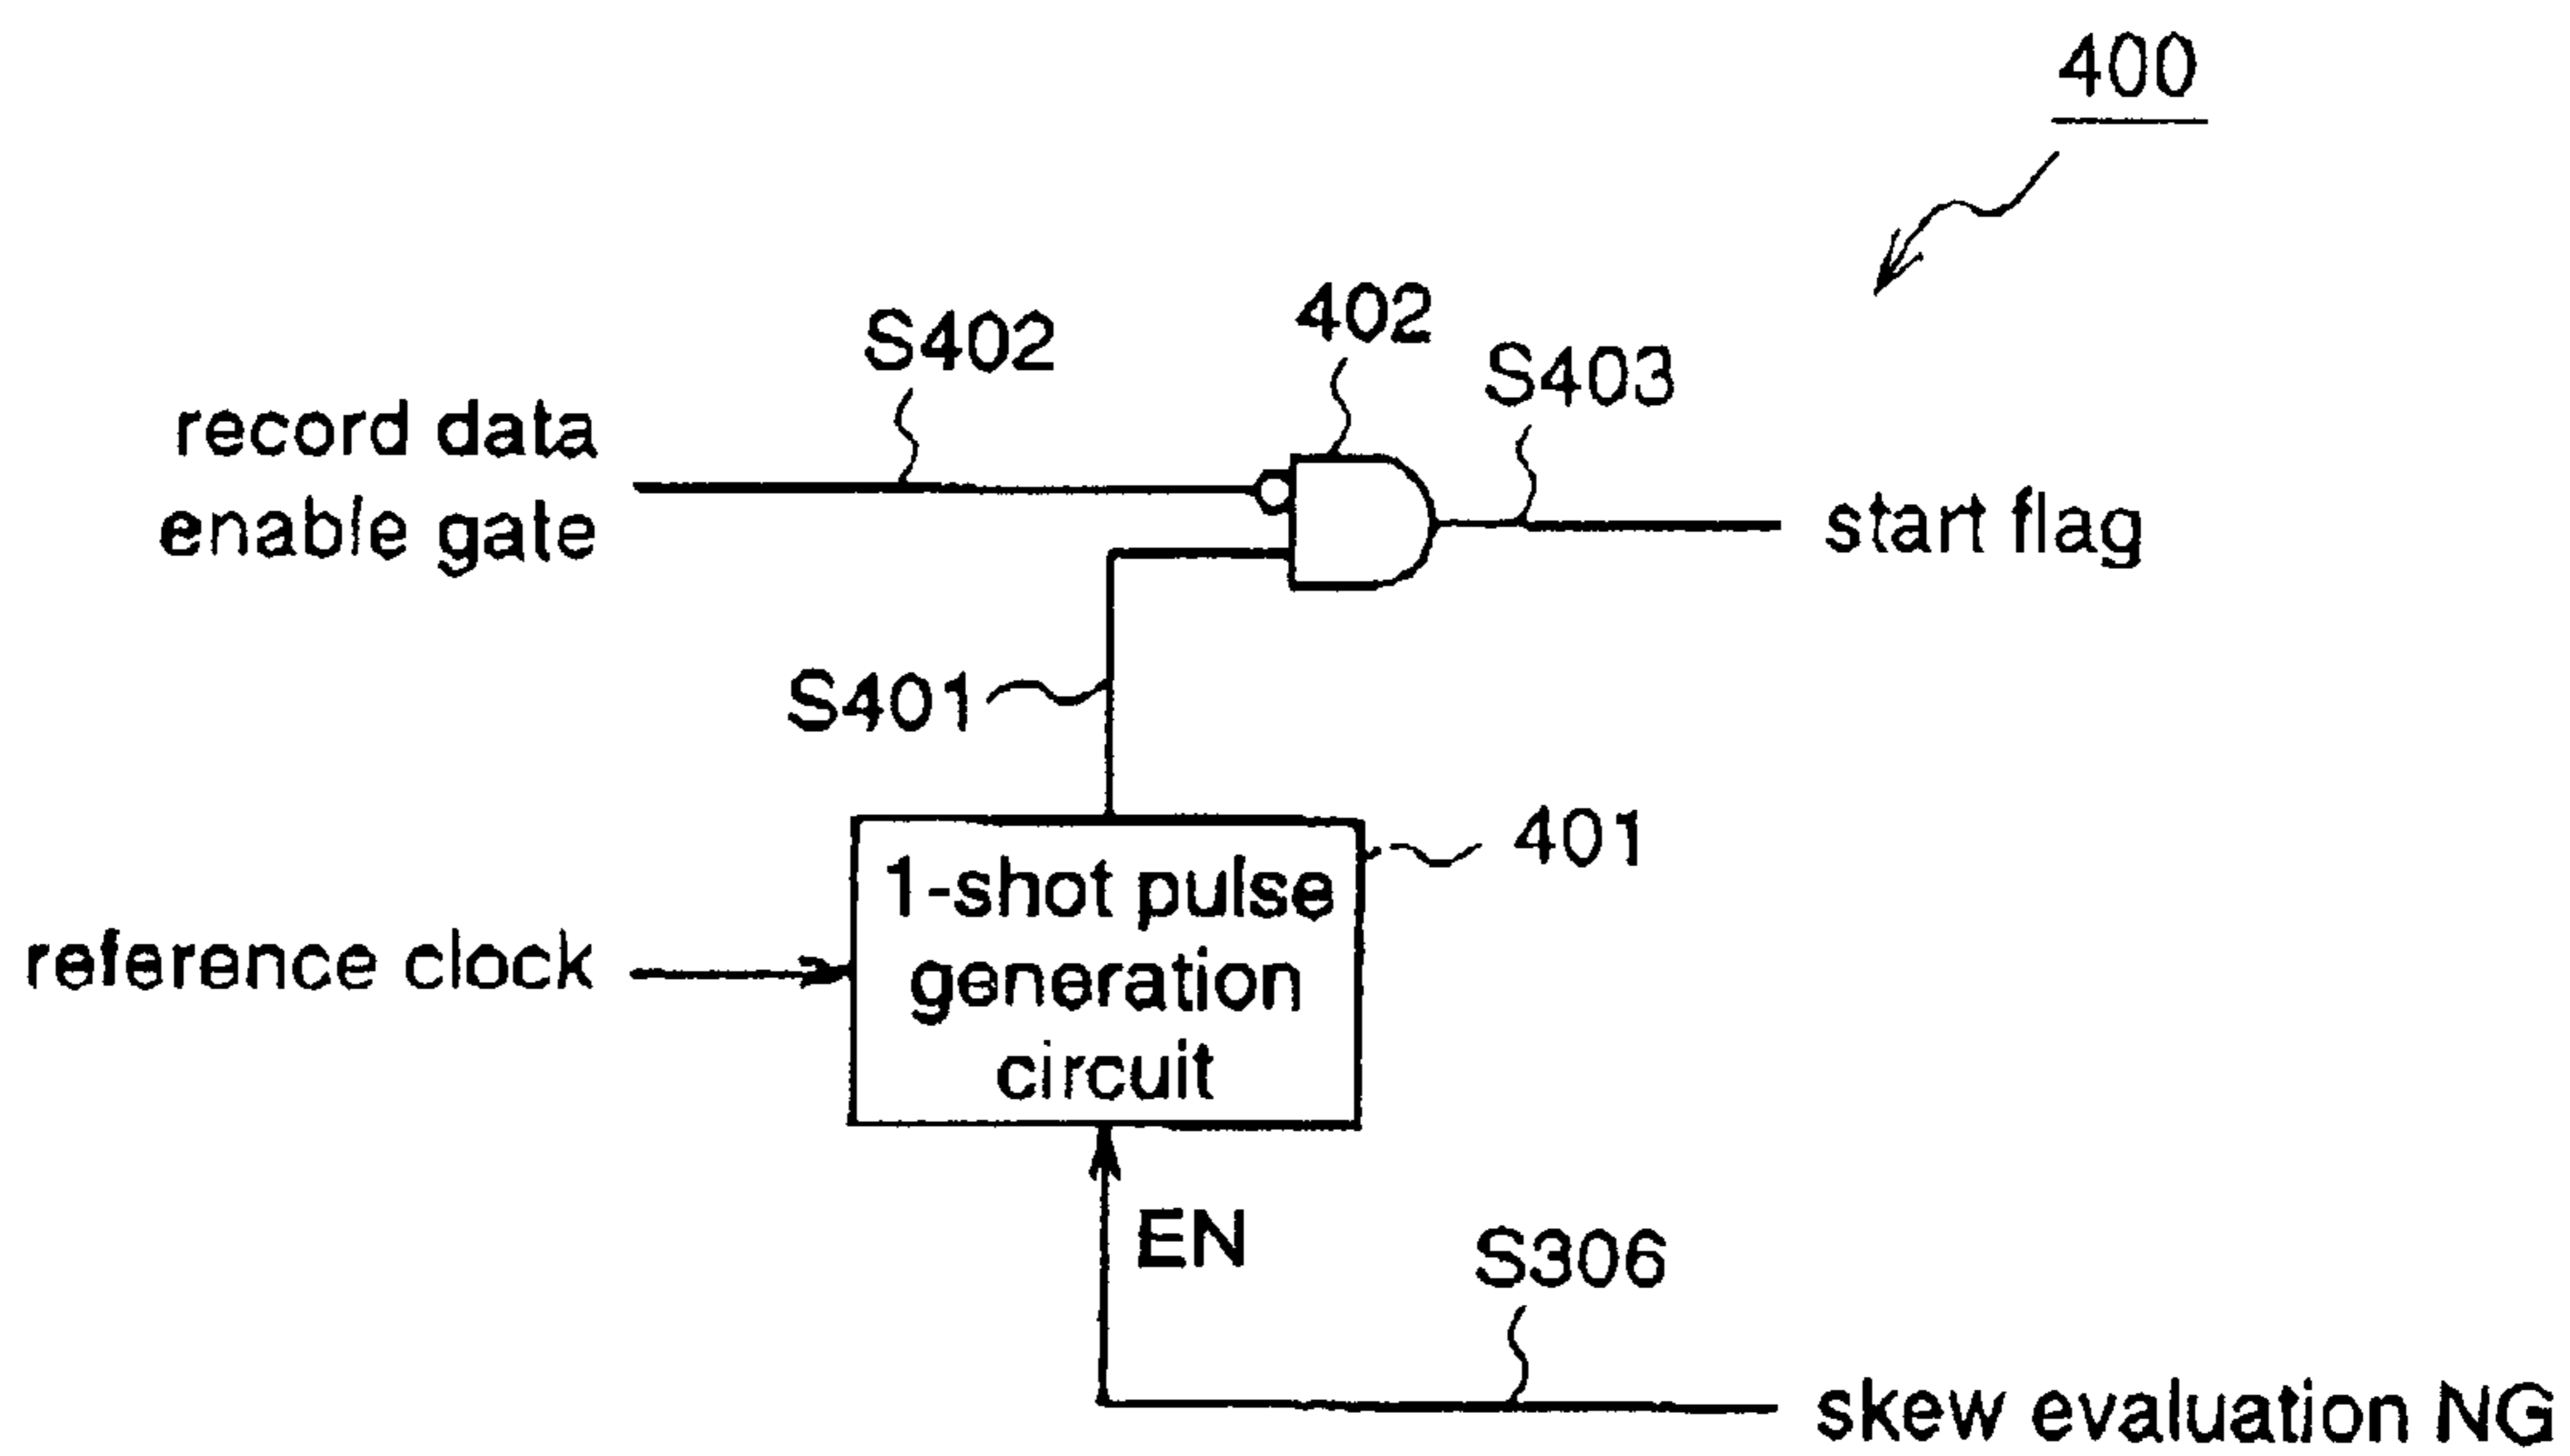 400
402
S402
S403
record data
enable gate
start flag
S401
401
1-shot pulse
generation
circuit
reference clock
EN
S306
skew evaluation NG